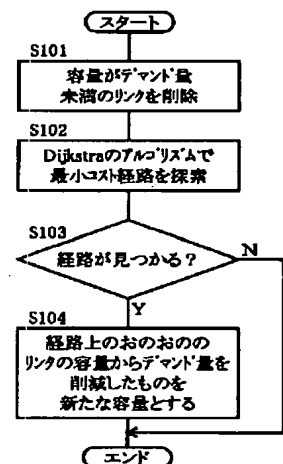 スタート
S101
容量がデマンド量
未満のリンクを削除
S102
Dijkstraのアルゴリズムで
最小コスト経路を探索
S103
経路が見つかる？
N
Y
S104
経路上のおのおのの
リンクの容量からデマンド量を
削減したものを
新たな容量とする
エンド